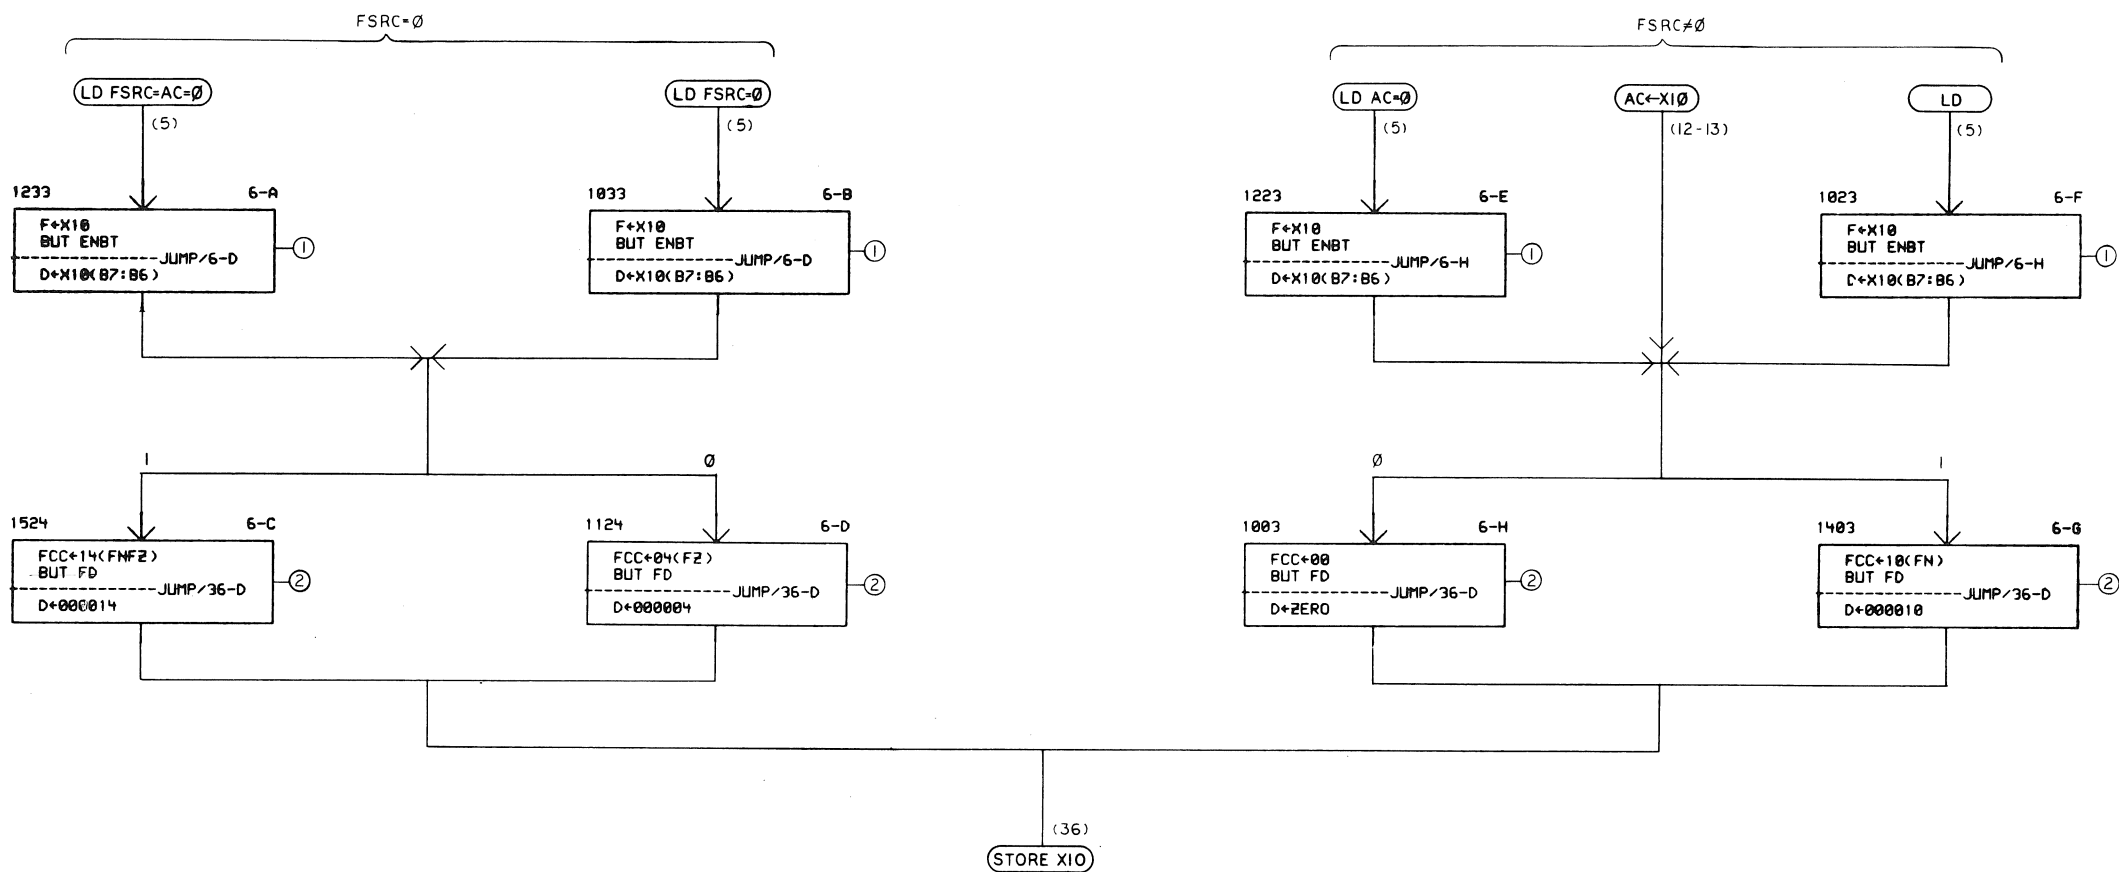 FSRC=Ø
FSRC≠Ø
LD FSRC=AC=Ø
(5)
LD FSRC=Ø
(5)
LD AC=Ø
(5)
AC←X1Ø
(12-13)
LD
(5)
1233 6-A
F←X10
BUT ENBT
JUMP/6-D
D←X10(B7:B6)
1
1033 6-B
F←X10
BUT ENBT
JUMP/6-D
D←X10(B7:B6)
1
1223 6-E
F←X10
BUT ENBT
JUMP/6-H
D←X10(B7:B6)
1
1023 6-F
F←X10
BUT ENBT
JUMP/6-H
D←X10(B7:B6)
1
1 Ø
Ø 1
1524 6-C
FCC←14(FNFZ)
BUT FD
JUMP/36-D
D←000014
2
1124 6-D
FCC←04(FZ)
BUT FD
JUMP/36-D
D←000004
2
1003 6-H
FCC←00
BUT FD
JUMP/36-D
D←ZERO
2
1403 6-G
FCC←10(FN)
BUT FD
JUMP/36-D
D←000010
2
(36)
STORE X10